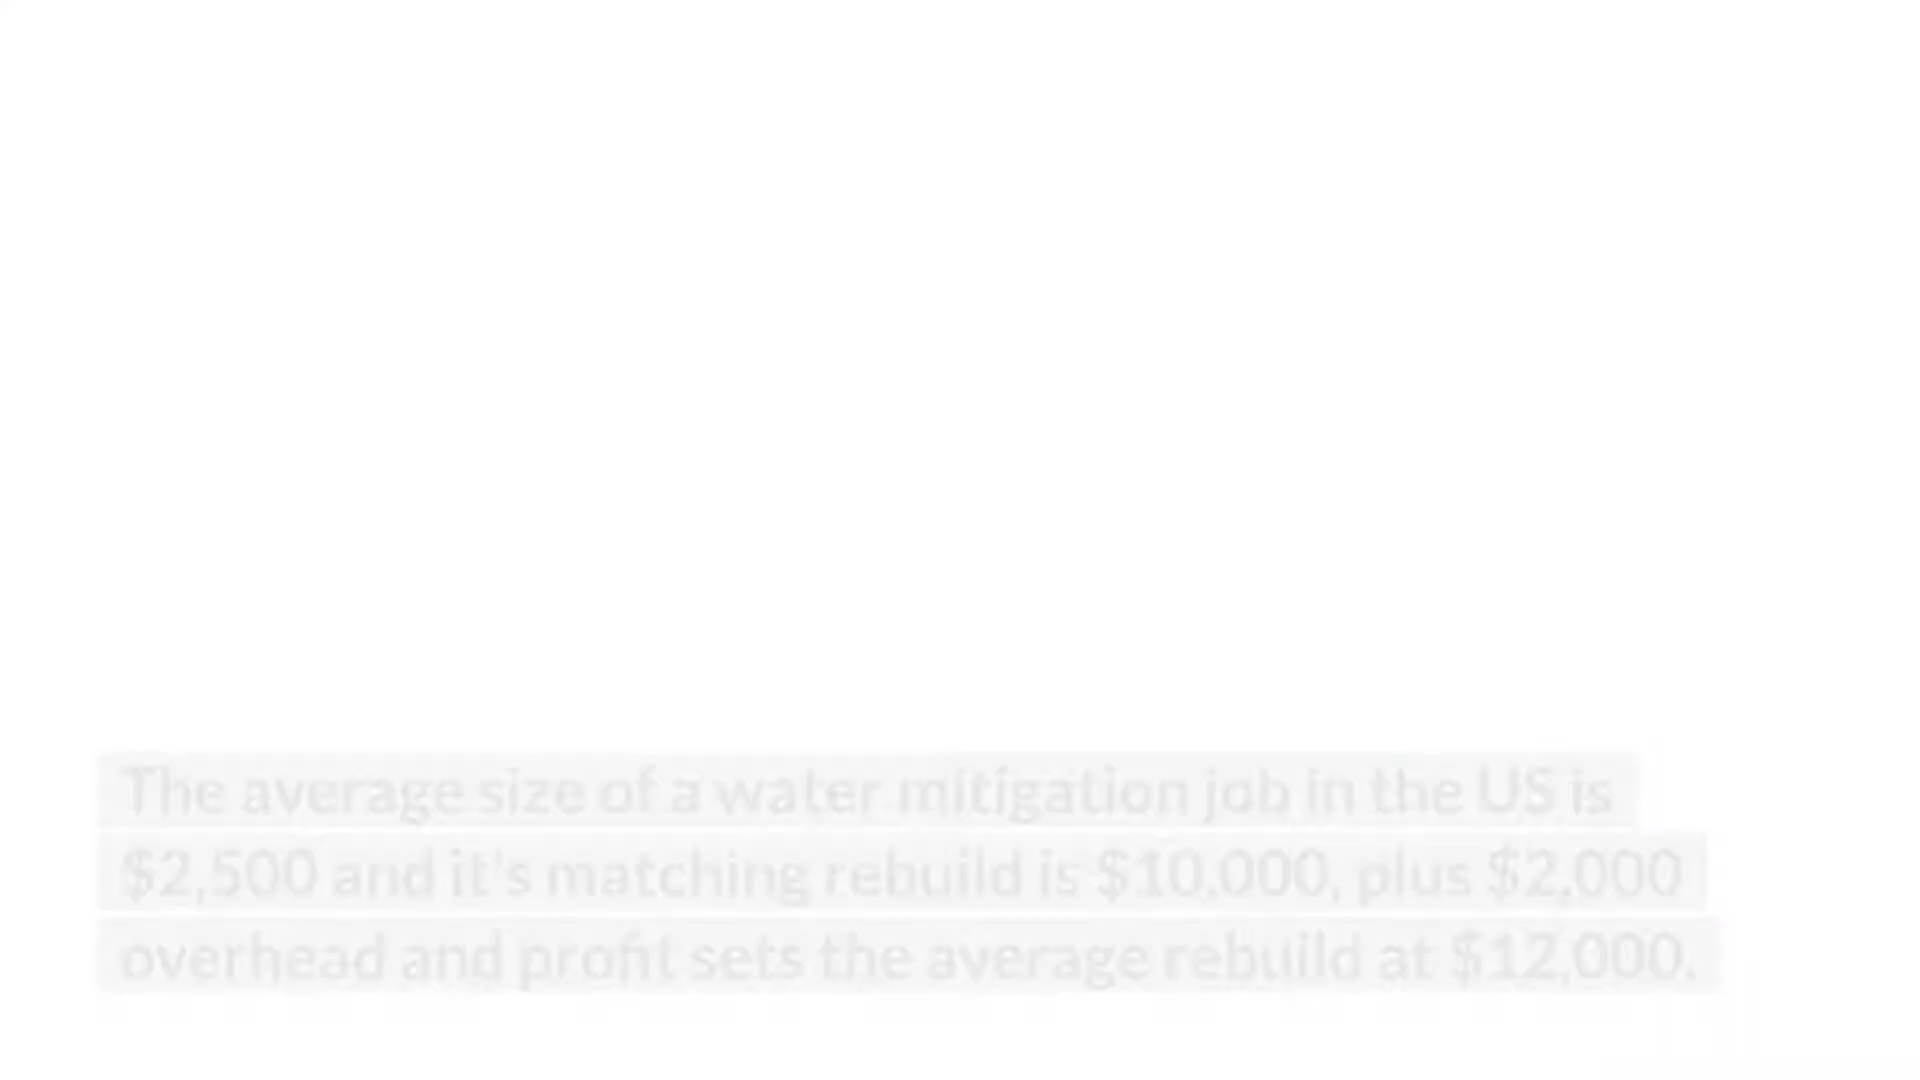 The average size of a water mitigation job in the US is
$2,500 and it's matching rebuild is $10,000, plus $2,000
overhead and profit sets the average rebuild at $12,000.